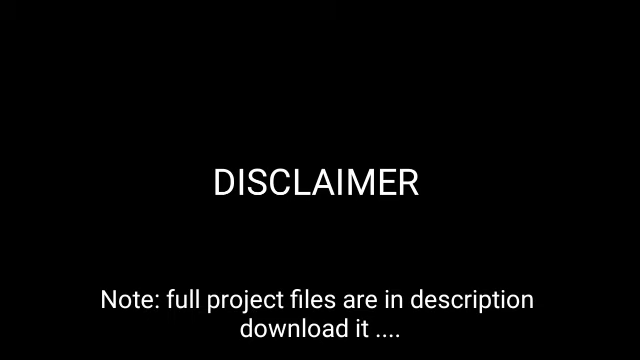 DISCLAIMER
Note: full project files are in description
download it ....